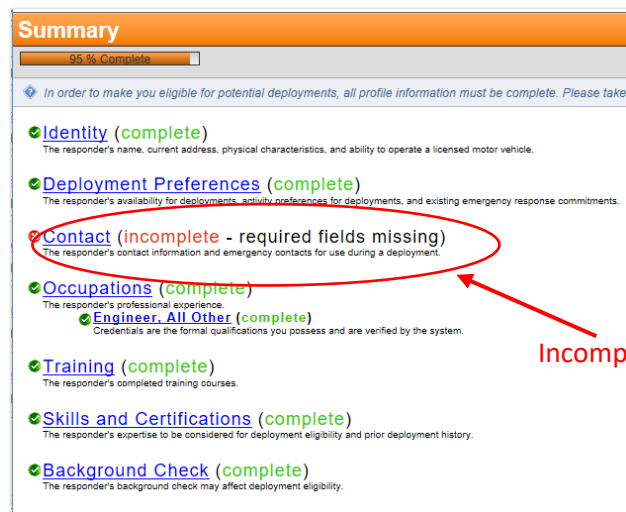 Summary
95 % Complete
In order to make you eligible for potential deployments, all profile information must be complete. Please take
Identity (complete)
The responder's name, current address, physical characteristics, and ability to operate a licensed motor vehicle.
Deployment Preferences (complete)
The responder's availability for deployments, activity preferences for deployments, and existing emergency response commitments.
Contact (incomplete - required fields missing)
The responder's contact information and emergency contacts for use during a deployment.
Occupations (complete)
The responder's professional experience.
Engineer, All Other (complete)
Credentials are the formal qualifications you possess and are verified by the system.
Incomp
Training (complete)
The responder's completed training courses.
Skills and Certifications (complete)
The responder's expertise to be considered for deployment eligibility and prior deployment history.
Background Check (complete)
The responder's background check may affect deployment eligibility.